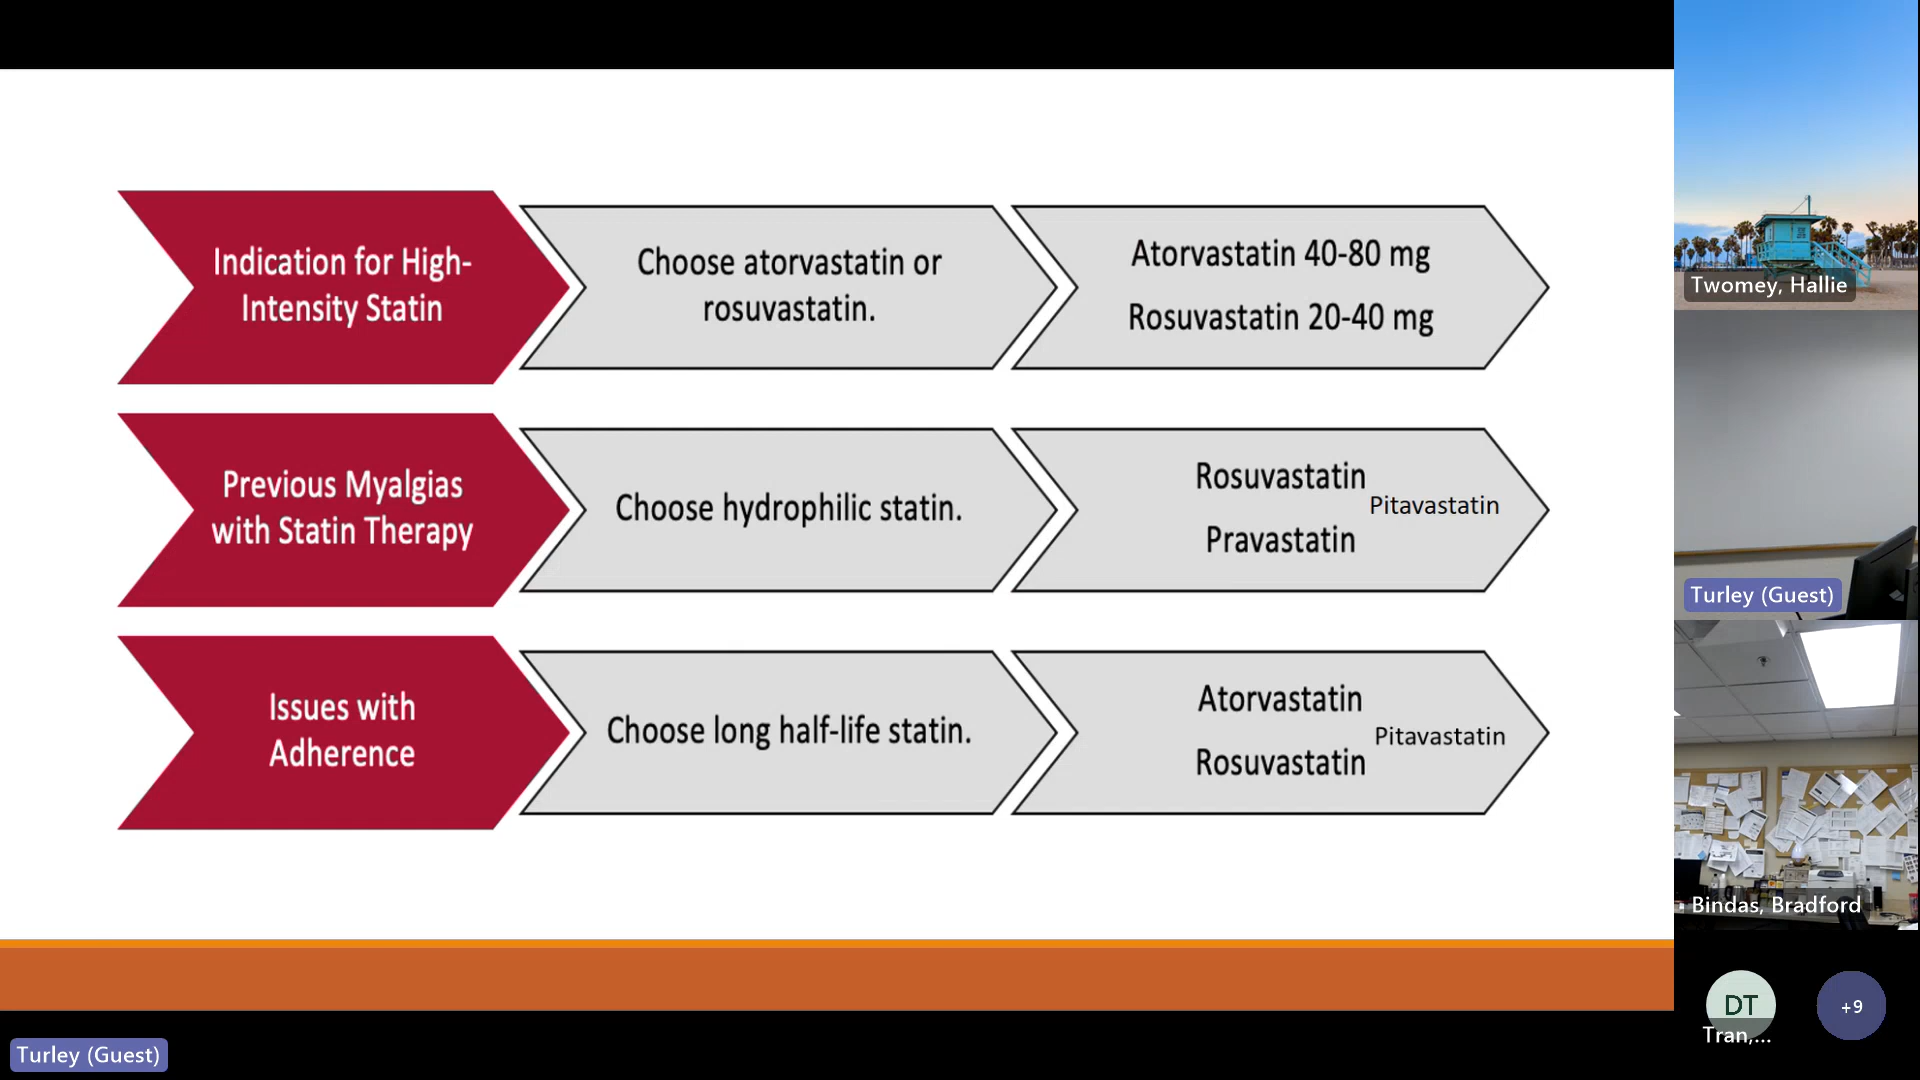 Indication for High-
Intensity Statin
Choose atorvastatin or
rosuvastatin.
Atorvastatin 40-80 mg
Rosuvastatin 20-40 mg
Previous Myalgias
with Statin Therapy
Choose hydrophilic statin.
Rosuvastatin
Pitavastatin
Pravastatin
Issues with
Adherence
Choose long half-life statin.
Atorvastatin
Pitavastatin
Rosuvastatin
Twomey, Hallie
Turley (Guest)
Bindas, Bradford
DT
Tran,...
+9
Turley (Guest)